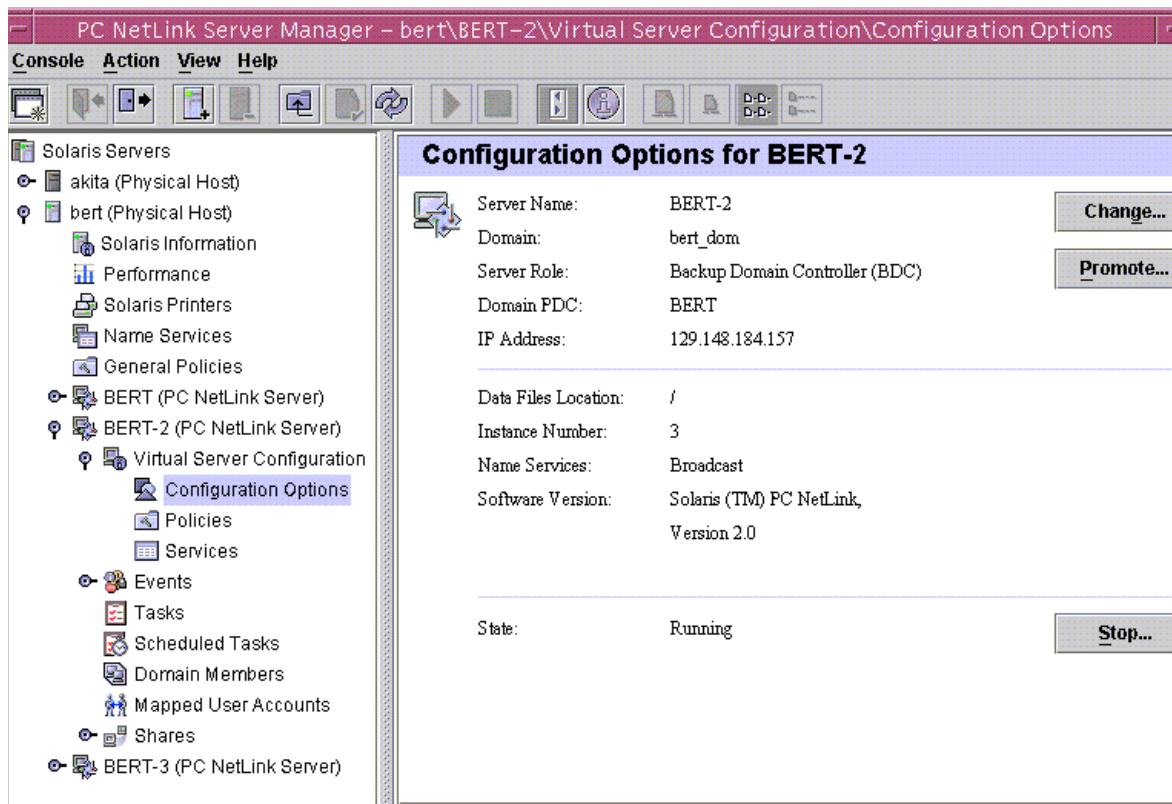 PC NetLink Server Manager – bert\BERT–2\Virtual Server Configuration\Configuration Options
Console Action View Help
Solaris Servers
akita (Physical Host)
bert (Physical Host)
Solaris Information
Performance
Solaris Printers
Name Services
General Policies
BERT (PC NetLink Server)
BERT-2 (PC NetLink Server)
Virtual Server Configuration
Configuration Options
Policies
Services
Events
Tasks
Scheduled Tasks
Domain Members
Mapped User Accounts
Shares
BERT-3 (PC NetLink Server)
Configuration Options for BERT-2
Server Name: BERT-2
Change...
Domain: bert_dom
Server Role: Backup Domain Controller (BDC)
Promote...
Domain PDC: BERT
IP Address: 129.148.184.157
Data Files Location: /
Instance Number: 3
Name Services: Broadcast
Software Version: Solaris (TM) PC NetLink,
Version 2.0
State: Running
Stop...